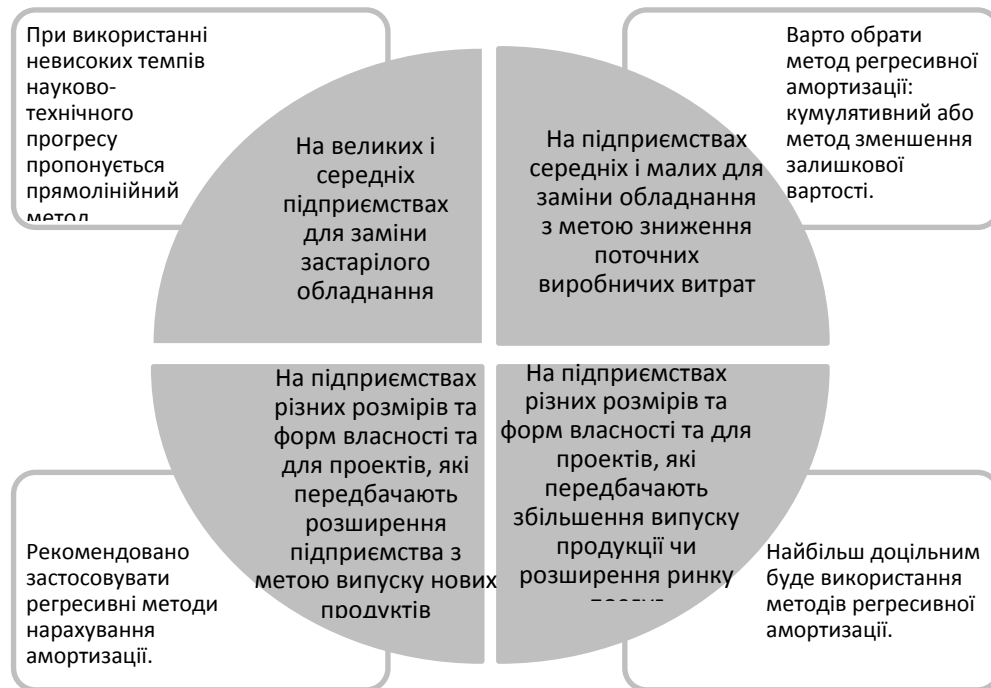 При використанні
невисоких темпів
науково-
технічного
прогресу
пропонується
прямолінійний
метод
На великих і
середніх
підприємствах
для заміни
застарілого
обладнання
На підприємствах
середніх і малих для
заміни обладнання
з метою зниження
поточних
виробничих витрат
Варто обрати
метод регресивної
амортизації:
кумулятивний або
метод зменшення
залишкової
вартості.
Рекомендовано
застосовувати
регресивні методи
нарахування
амортизації.
На підприємствах
різних розмірів та
форм власності та
для проектів, які
передбачають
розширення
підприємства з
метою випуску нових
продуктів
На підприємствах
різних розмірів та
форм власності та для
проектів, які
передбачають
збільшення випуску
продукції чи
розширення ринку
Найбільш доцільним
буде використання
методів регресивної
амортизації.